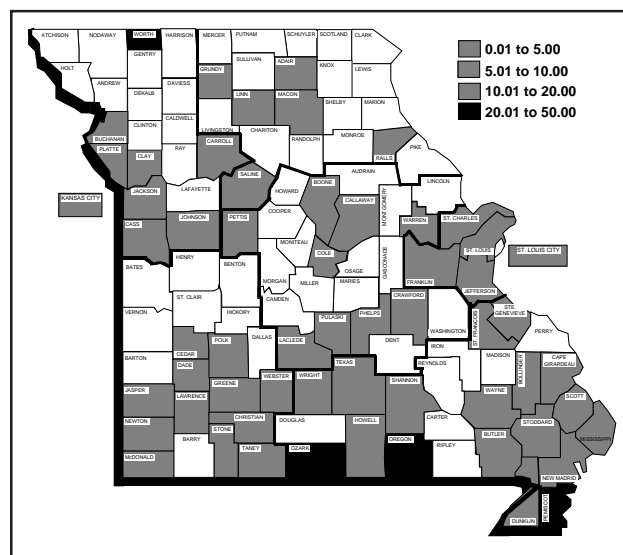 ATCHISON
NODAWAY
WORTH
HARRISON
MERCER
PUTNAM
SCHUYLER
SCOTLAND
CLARK
HOLT
GENTRY
SULLIVAN
ADAIR
KNOX
LEWIS
GRUNDY
ANDREW
DAVIESS
DEKALB
LINN
MACON
SHELBY
MARION
CLINTON
CALDWELL
LIVINGSTON
CHARITON
RANDOLPH
MONROE
RALLS
PIKE
BUCHANAN
PLATTE
CLAY
RAY
CARROLL
SALINE
HOWARD
BOONE
AUDRAIN
LINCOLN
KANSAS CITY
JACKSON
LAFAYETTE
COOPER
CALLAWAY
MONTGOMERY
WARREN
ST. CHARLES
CASS
JOHNSON
PETTIS
MONITEAU
COLE
OSAGE
GASCONADE
ST. LOUIS
ST. LOUIS CITY
BATES
HENRY
BENTON
MORGAN
MILLER
MARIES
FRANKLIN
JEFFERSON
ST. CLAIR
CAMDEN
CRAWFORD
WASHINGTON
ST. FRANCOIS
STE.
GENEVIEVE
VERNON
HICKORY
PULASKI
PHELPS
PERRY
BARTON
CEDAR
POLK
DALLAS
LACLEDE
DENT
IRON
MADISON
BOLLINGER
CAPE
GIRARDEAU
DADE
TEXAS
REYNOLDS
JASPER
LAWRENCE
GREENE
WEBSTER
WRIGHT
SHANNON
WAYNE
SCOTT
NEWTON
CHRISTIAN
DOUGLAS
HOWELL
CARTER
STODDARD
MISSISSIPPI
McDONALD
BARRY
STONE
TANEY
OZARK
OREGON
RIPLEY
BUTLER
NEW MADRID
DUNKLIN
PEMISCOT
0.01 to 5.00
5.01 to 10.00
10.01 to 20.00
20.01 to 50.00